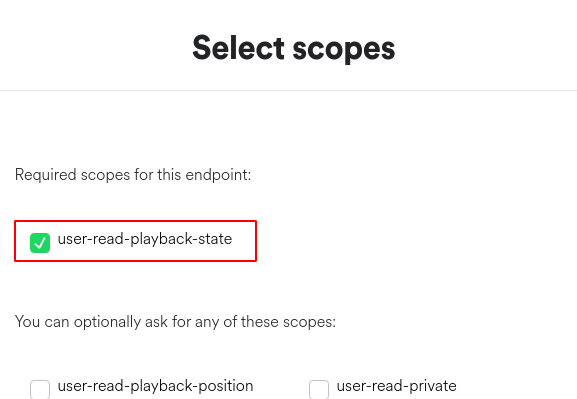 Select scopes
Required scopes for this endpoint:
user-read-playback-state
You can optionally ask for any of these scopes:
user-read-playback-position user-read-private